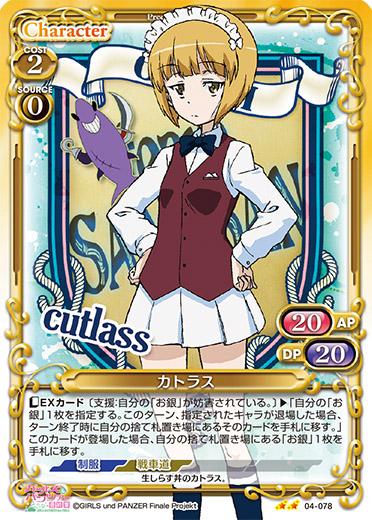 Character
COST
2
SOURCE
0
cutlass
20 AP
DP 20
カトラス
EXカード〔支援:自分の「お銀」が妨害されている。〕▶「自分の「お
銀」1枚を指定する。このターン、指定されたキャラが退場した場合、
ターン終了時に自分の捨て札置き場にあるそのカードを手札に移す。」
このカードが登場した場合、自分の捨て札置き場にある「お銀」1枚を
手札に移す。
制服 戦車道
生しらす丼のカトラス。
©GIRLS und PANZER Finale Projekt
04-078